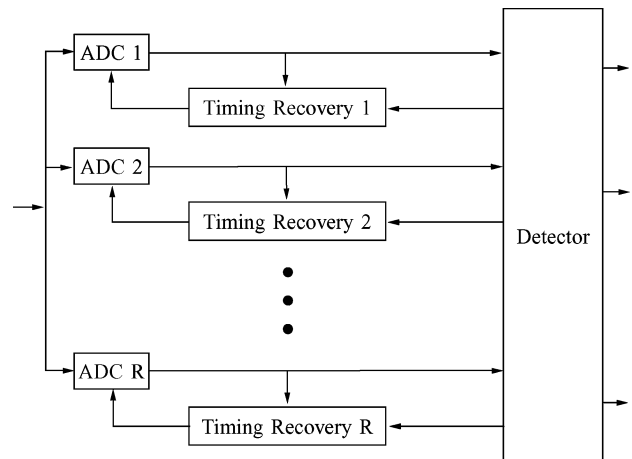 ADC 1
Timing Recovery 1
ADC 2
Timing Recovery 2
Detector
ADC R
Timing Recovery R